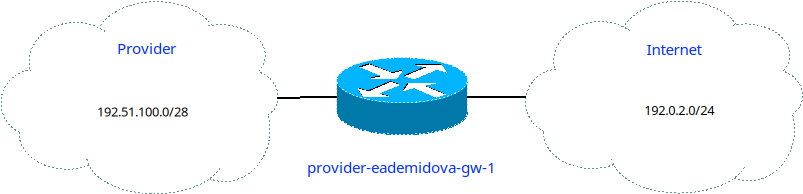 Provider
Internet
192.51.100.0/28
192.0.2.0/24
provider-eademidova-gw-1